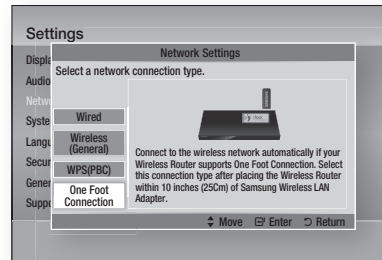 Settings
Network Settings
Select a network connection type.
Displa
Audio
Netwo
Syste
Langu
Secur
Gener
Suppo
Wired
Wireless
(General)
WPS(PBC)
One Foot
Connection
Connect to the wireless network automatically if your
Wireless Router supports One Foot Connection. Select
this connection type after placing the Wireless Router
within 10 inches (25Cm) of Samsung Wireless LAN
Adapter.
Move Enter Return